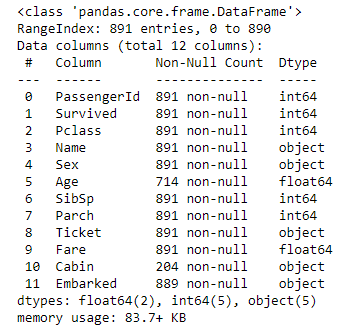 <class 'pandas.core.frame.DataFrame'>
RangeIndex: 891 entries, 0 to 890
Data columns (total 12 columns):
 #   Column       Non-Null Count  Dtype
---  ------       --------------  -----
 0   PassengerId  891 non-null    int64
 1   Survived     891 non-null    int64
 2   Pclass       891 non-null    int64
 3   Name         891 non-null    object
 4   Sex          891 non-null    object
 5   Age          714 non-null    float64
 6   SibSp        891 non-null    int64
 7   Parch        891 non-null    int64
 8   Ticket       891 non-null    object
 9   Fare         891 non-null    float64
 10  Cabin        204 non-null    object
 11  Embarked     889 non-null    object
dtypes: float64(2), int64(5), object(5)
memory usage: 83.7+ KB